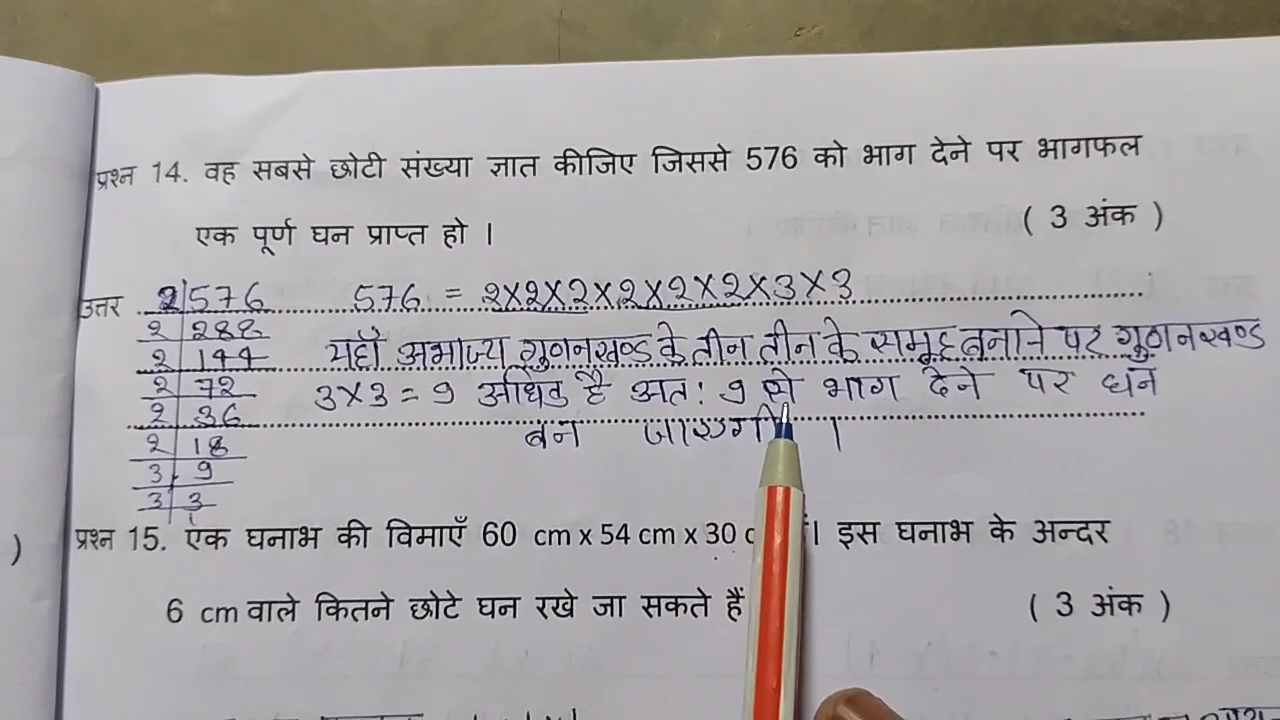 प्रश्न 14. वह सबसे छोटी संख्या ज्ञात कीजिए जिससे 576 को भाग देने पर भागफल
एक पूर्ण घन प्राप्त हो । ( 3 अंक )
उत्तर 2 576 576 = 2×2×2×2×2×2×3×3
2 288
2 144 यहाँ अभाज्य गुणनखण्ड के तीन तीन के समूह बनाने पर गुणनखण्ड
2 72 3×3 = 9 अधिक है अत: 9 से भाग देने पर घन
2 36
बन जाएगी ।
2 18
3 9
3 3
1
) प्रश्न 15. एक घनाभ की विमाएँ 60 cm x 54 cm x 30 । इस घनाभ के अन्दर
6 cm वाले कितने छोटे घन रखे जा सकते हैं ( 3 अंक )